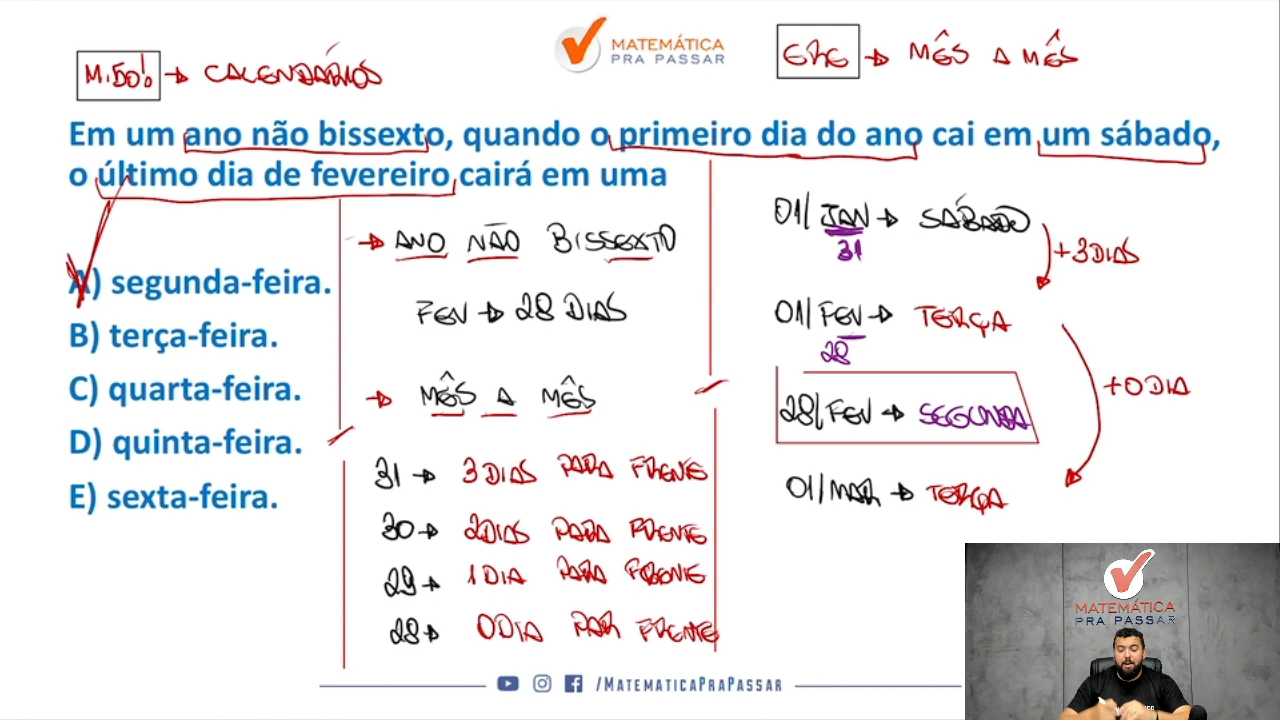 M.50% → CALENDÁRIOS
MATEMÁTICA
PRA PASSAR
→ MÊS A MÊS
Em um ano não bissexto, quando o primeiro dia do ano cai em um sábado,
o último dia de fevereiro cairá em uma
A) segunda-feira.
B) terça-feira.
C) quarta-feira.
D) quinta-feira.
E) sexta-feira.
→ ANO NÃO BISSEXTO
FEV → 28 DIAS
→ MÊS A MÊS
31 → 3 DIAS PARA FRENTE
30 → 2 DIAS PARA FRENTE
29 → 1 DIA PARA FRENTE
28 → 0 DIA PAR FRENTE
01/JAN → SÁBADO
31
+3 DIAS
01/FEV → TERÇA
28
+0 DIA
28/FEV → SEGUNDA
01/MAR → TERÇA
MATEMÁTICA
PRA PASSAR
/MATEMATICAPRAPASSAR